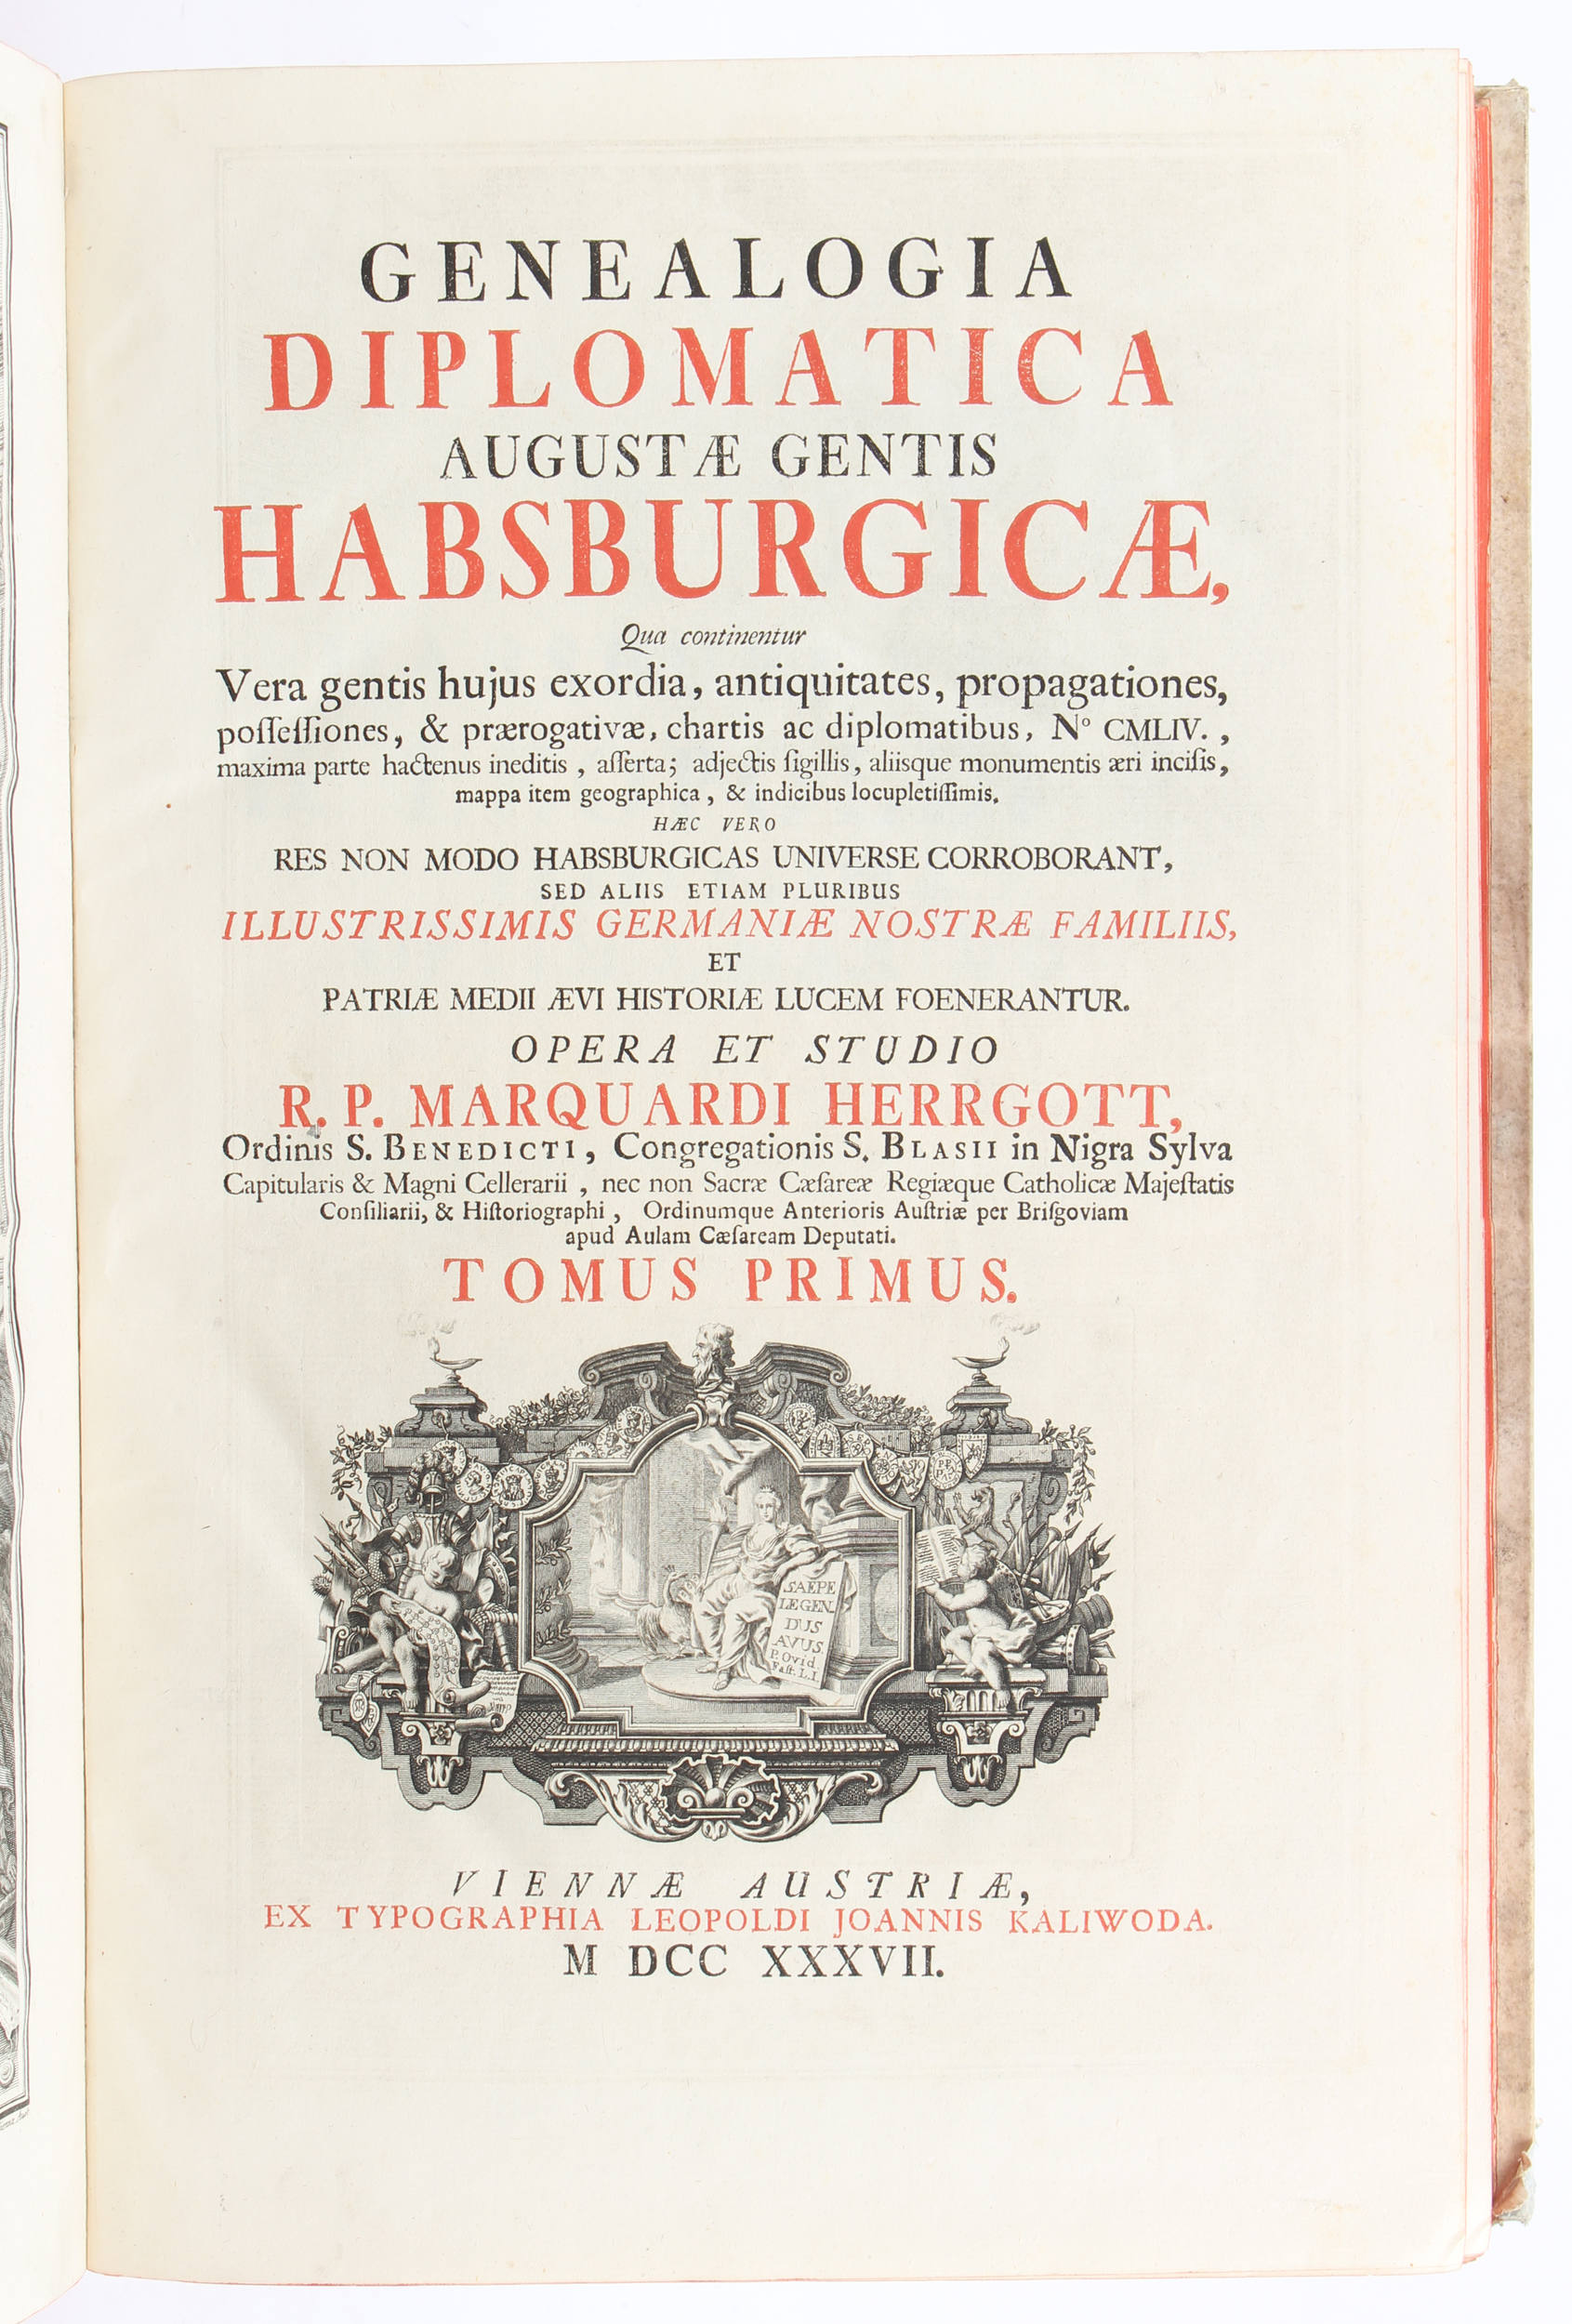 GENEALOGIA
DIPLOMATICA
AUGUSTÆ GENTIS
HABSBURGICÆ,
Qua continentur
Vera gentis hujus exordia, antiquitates, propagationes,
poſſeſſiones, & prærogativæ, chartis ac diplomatibus, Nº CMLIV.,
maxima parte hactenus ineditis, aſſerta; adjectis ſigillis, aliisque monumentis æri inciſis,
mappa item geographica, & indicibus locupletiſſimis.
HÆC VERO
RES NON MODO HABSBURGICAS UNIVERSE CORROBORANT,
SED ALIIS ETIAM PLURIBUS
ILLUSTRISSIMIS GERMANIÆ NOSTRÆ FAMILIIS,
ET
PATRIÆ MEDII ÆVI HISTORIÆ LUCEM FOENERANTUR.
OPERA ET STUDIO
R. P. MARQUARDI HERRGOTT,
Ordinis S. BENEDICTI, Congregationis S. BLASII in Nigra Sylva
Capitularis & Magni Cellerarii, nec non Sacræ Cæſareæ Regiæque Catholicæ Majeſtatis
Conſiliarii, & Hiſtoriographi, Ordinumque Anterioris Auſtriæ per Briſgoviam
apud Aulam Cæſaream Deputati.
TOMUS PRIMUS.
SAEPE
LEGEN
DUS
AVUS.
P. Ovid
Faſt. L.I.
VIENNÆ AUSTRIÆ,
EX TYPOGRAPHIA LEOPOLDI JOANNIS KALIWODA.
M DCC XXXVII.